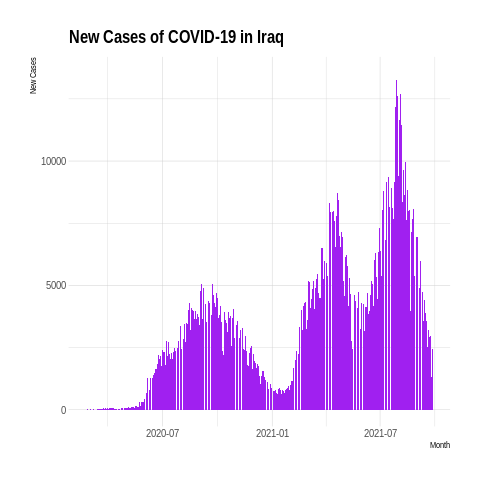 New Cases of COVID-19 in Iraq
New Cases
10000
5000
0
2020-07
2021-01
2021-07
Month